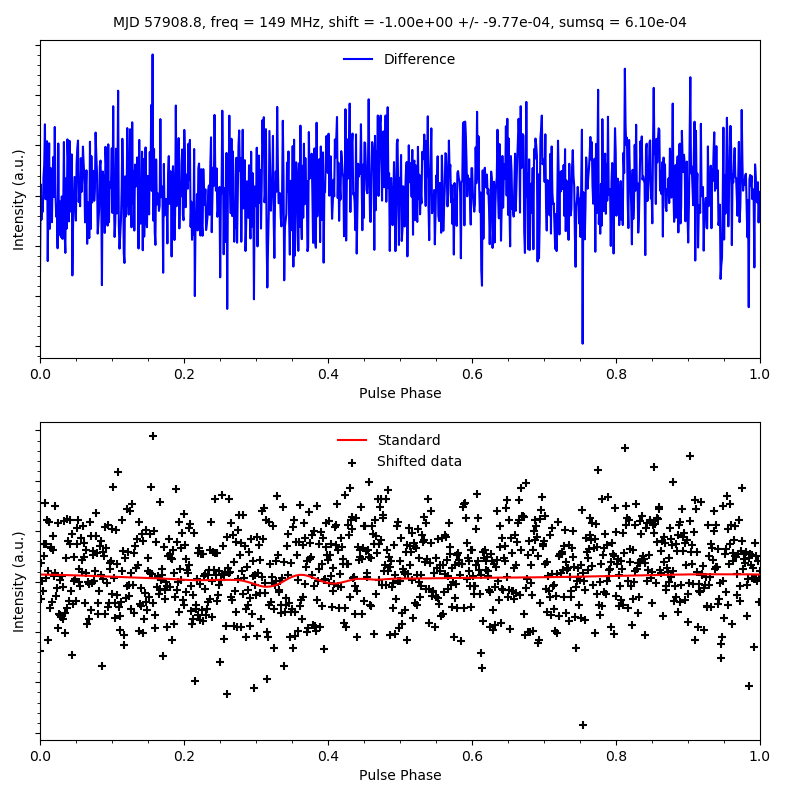 MJD 57908.8, freq = 149 MHz, shift = -1.00e+00 +/- -9.77e-04, sumsq = 6.10e-04
Difference
Intensity (a.u.)
0.0 0.2 0.4 0.6 0.8 1.0
Pulse Phase
Standard
Shifted data
Intensity (a.u.)
0.0 0.2 0.4 0.6 0.8 1.0
Pulse Phase